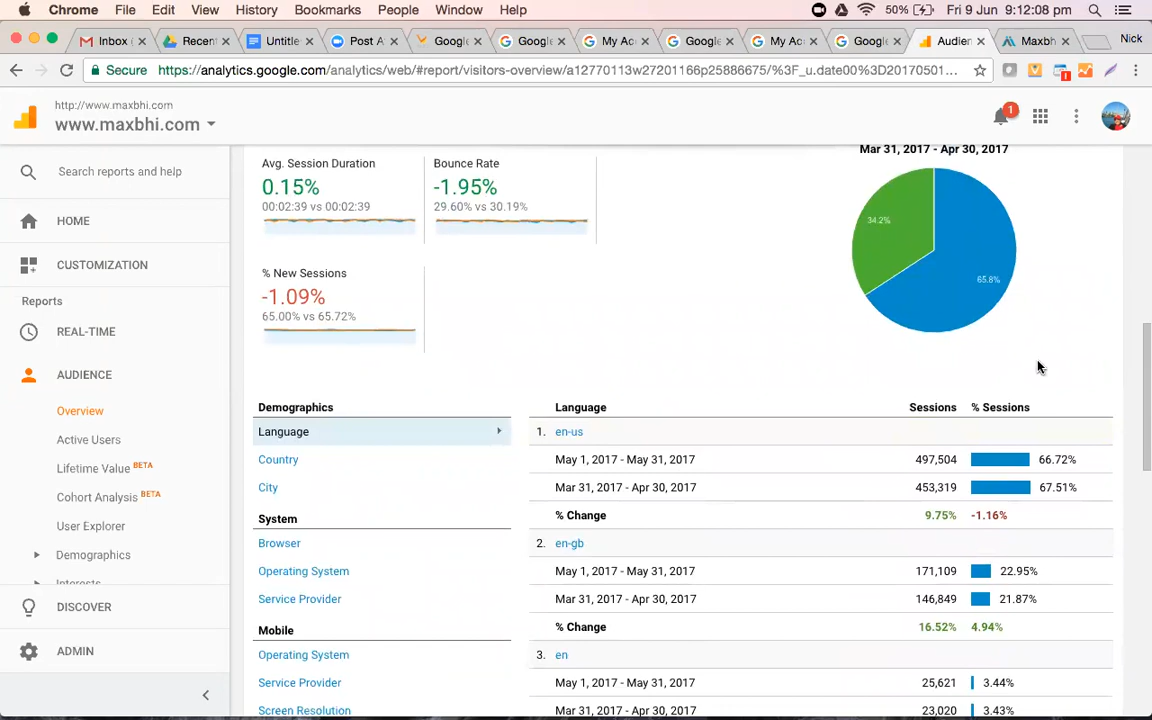 Chrome File Edit View History Bookmarks People Window Help 50% Fri 9 Jun 9:12:08 pm
Inbox ( Recent Untitle Post A Google Google My Acc Google My Acc Google Audien Maxbh Nick
Secure https://analytics.google.com/analytics/web/#report/visitors-overview/a12770113w27201166p25886675/%3F_u.date00%3D20170501...
http://www.maxbhi.com
www.maxbhi.com
1
Search reports and help
HOME
CUSTOMIZATION
Reports
REAL-TIME
AUDIENCE
Overview
Active Users
Lifetime Value BETA
Cohort Analysis BETA
User Explorer
Demographics
Interests
DISCOVER
ADMIN
Avg. Session Duration
0.15%
00:02:39 vs 00:02:39
Bounce Rate
-1.95%
29.60% vs 30.19%
% New Sessions
-1.09%
65.00% vs 65.72%
Mar 31, 2017 - Apr 30, 2017
34.2%
65.8%
Demographics
Language
Country
City
System
Browser
Operating System
Service Provider
Mobile
Operating System
Service Provider
Screen Resolution
Language Sessions % Sessions
1. en-us
May 1, 2017 - May 31, 2017 497,504 66.72%
Mar 31, 2017 - Apr 30, 2017 453,319 67.51%
% Change 9.75% -1.16%
2. en-gb
May 1, 2017 - May 31, 2017 171,109 22.95%
Mar 31, 2017 - Apr 30, 2017 146,849 21.87%
% Change 16.52% 4.94%
3. en
May 1, 2017 - May 31, 2017 25,621 3.44%
Mar 31, 2017 - Apr 30, 2017 23,020 3.43%